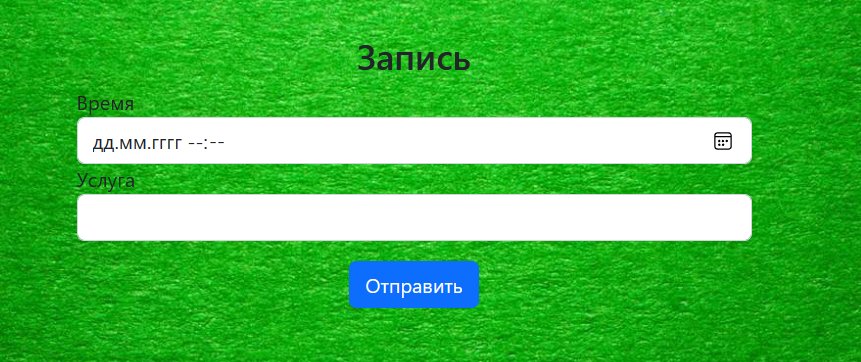 Запись
Время
дд.мм.гггг --:--
Услуга
Отправить